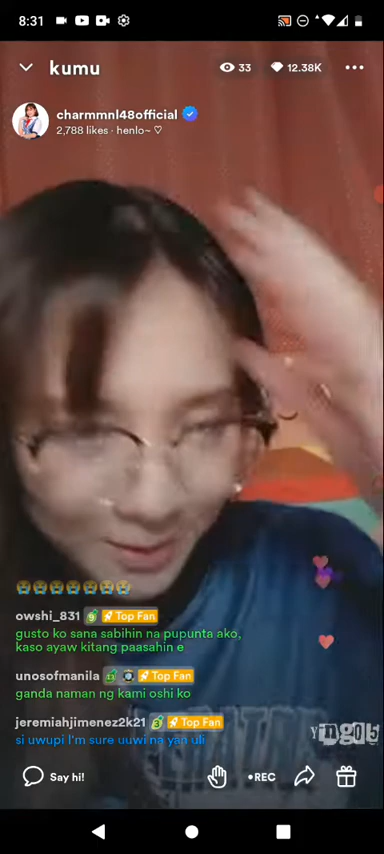 8:31
kumu
33
12.38K
charmmnl48official
2,788 likes · henlo~ ♡
owshi_831 9 Top Fan
gusto ko sana sabihin na pupunta ako,
kaso ayaw kitang paasahin e
unosofmanila Top Fan
ganda naman ng kami oshi ko
jeremiahjimenez2k21 3 Top Fan
si uwupi I'm sure uuwi na yan uli
Say hi!
•REC